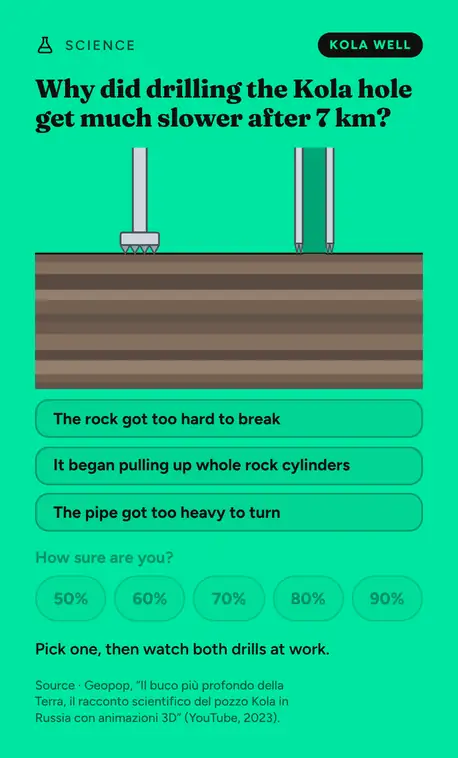 SCIENCE
KOLA WELL
Why did drilling the Kola hole
get much slower after 7 km?
The rock got too hard to break
It began pulling up whole rock cylinders
The pipe got too heavy to turn
How sure are you?
50% 60% 70% 80% 90%
Pick one, then watch both drills at work.
Source · Geopop, “Il buco più profondo della
Terra, il racconto scientifico del pozzo Kola in
Russia con animazioni 3D” (YouTube, 2023).